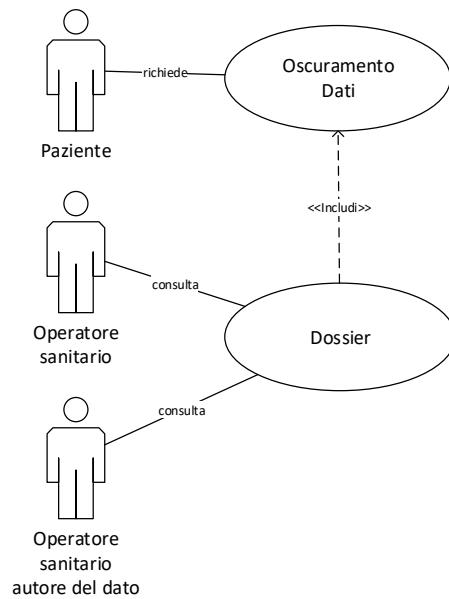 richiede
Oscuramento
Dati
Paziente
<<Includi>>
consulta
Operatore
sanitario
Dossier
consulta
Operatore
sanitario
autore del dato